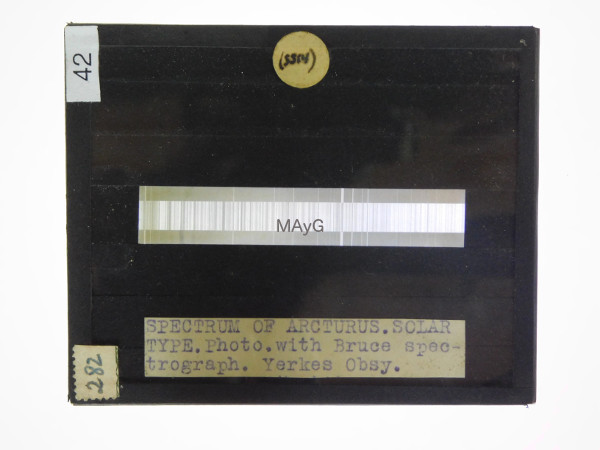 42
(5514)
MAyG
SPECTRUM OF ARCTURUS.SOLAR
TYPE.Photo.with Bruce spec-
trograph. Yerkes Obsy.
282